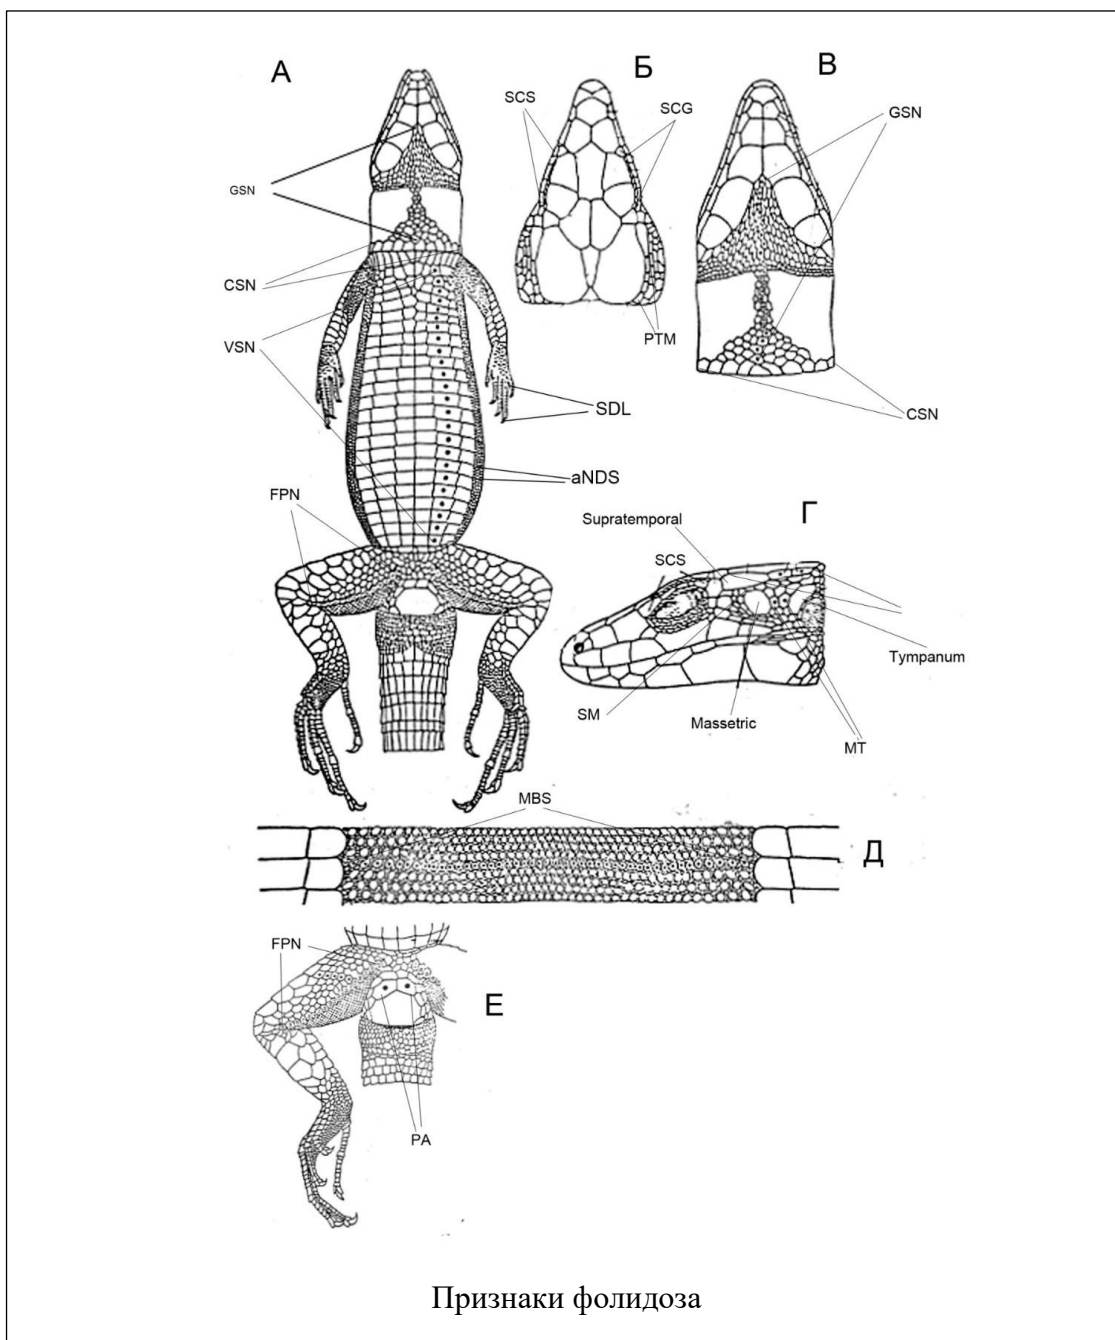 А
Б
В
SCS
SCG
GSN
GSN
CSN
VSN
PTM
CSN
SDL
aNDS
FPN
Supratemporal
Г
SCS
Tympanum
SM
Massetric
MT
MBS
Д
FPN
Е
PA
Признаки фолидоза